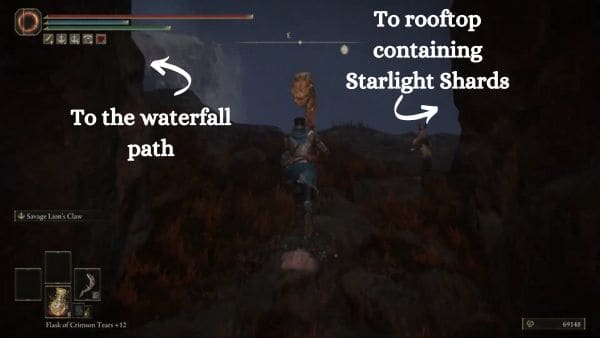 E
To rooftop
containing
Starlight Shards
To the waterfall
path
Savage Lion's Claw
Flask of Crimson Tears +12
69148